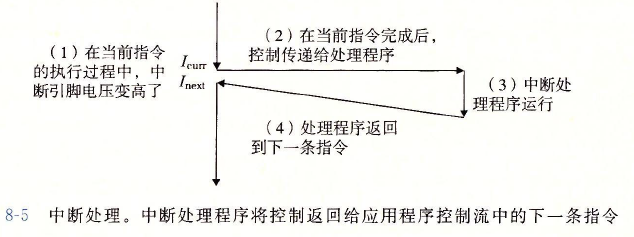 （1）在当前指令
的执行过程中，中
断引脚电压变高了
Icurr
Inext
（2）在当前指令完成后，
控制传递给处理程序
（3）中断处
理程序运行
（4）处理程序返回
到下一条指令
8-5 中断处理。中断处理程序将控制返回给应用程序控制流中的下一条指令